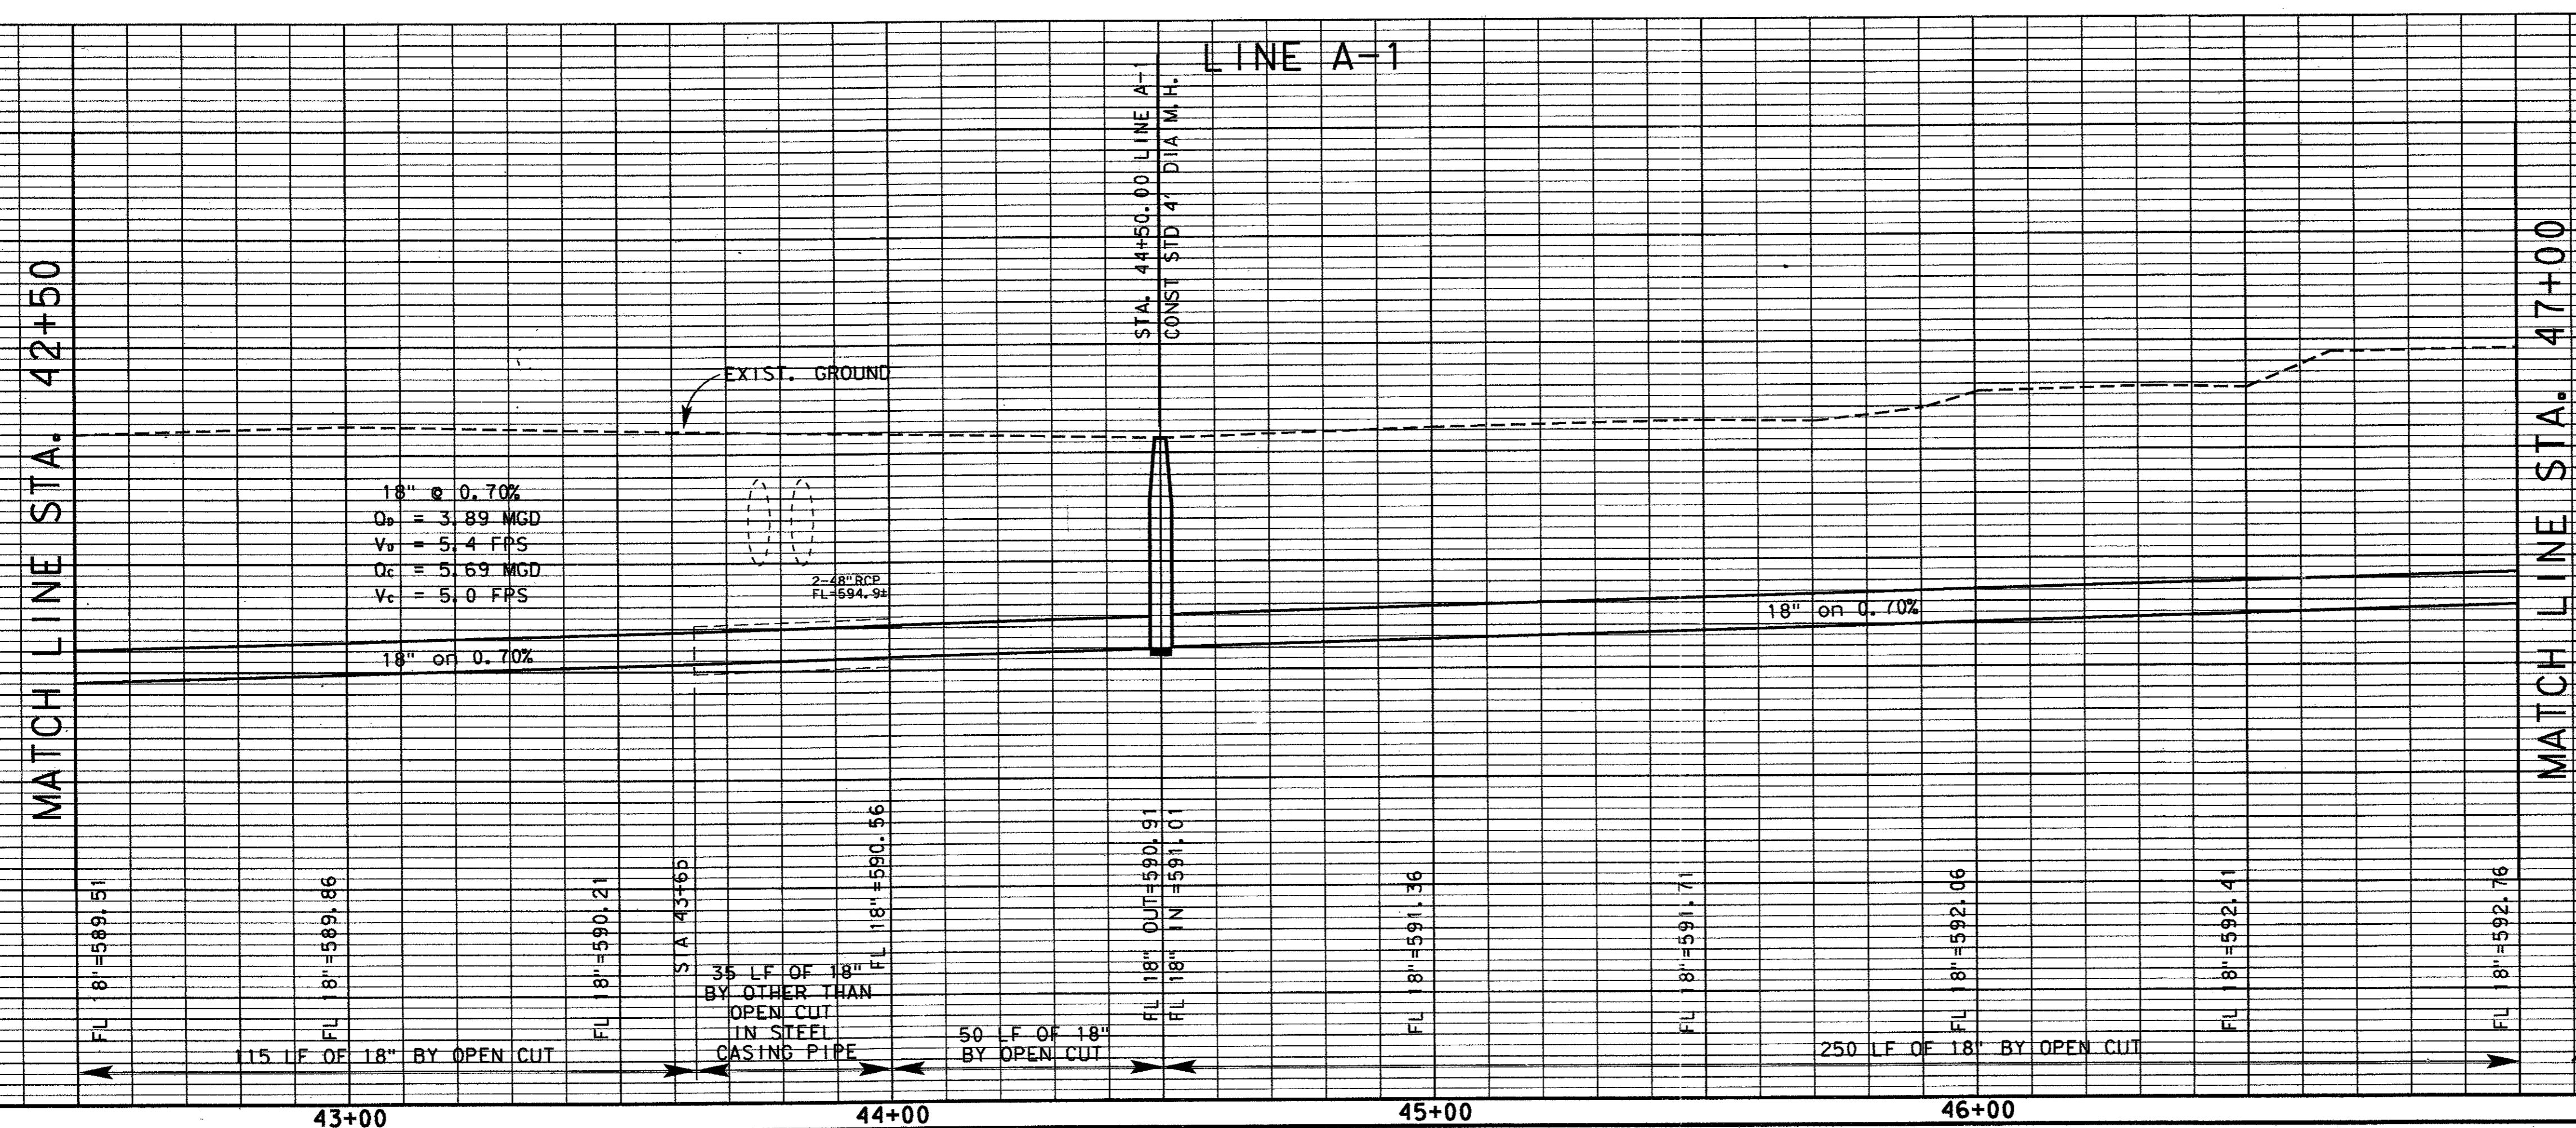 LINE A-1
STA. 44+50.00 LINE A-1
CONST STD 4' DIA M.H.
MATCH LINE STA. 42+50
MATCH LINE STA. 47+00
EXIST. GROUND
18" @ 0.70%
QD = 3.89 MGD
VD = 5.4 FPS
QC = 5.69 MGD
VC = 5.0 FPS
2-48" RCP
FL=594.9±
18" on 0.70%
18" on 0.70%
FL 18"=589.51
FL 18"=589.86
FL 18"=590.21
STA 43+65
FL 18"=590.56
FL 18" OUT=590.91
FL 18" IN =591.01
FL 18"=591.36
FL 18"=591.71
FL 18"=592.06
FL 18"=592.41
FL 18"=592.76
115 LF OF 18" BY OPEN CUT
35 LF OF 18"
BY OTHER THAN
OPEN CUT
IN STEEL
CASING PIPE
50 LF OF 18"
BY OPEN CUT
250 LF OF 18" BY OPEN CUT
43+00
44+00
45+00
46+00